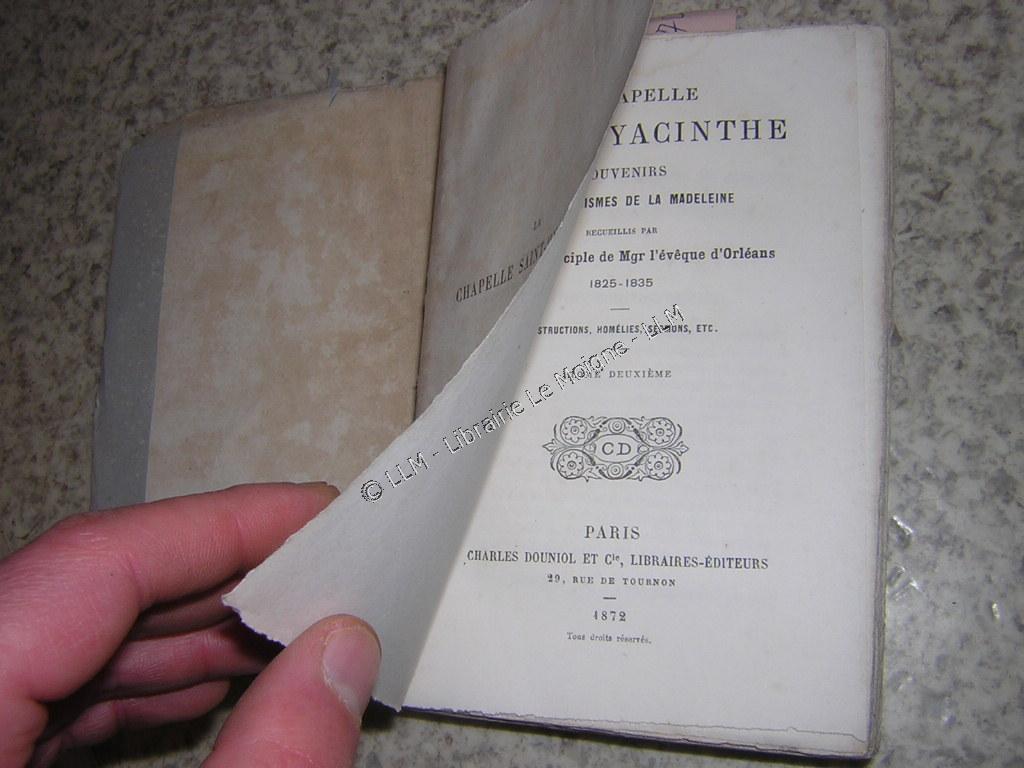 LA
CHAPELLE SAINT
APELLE
YACINTHE
OUVENIRS
ISMES DE LA MADELEINE
RECUEILLIS PAR
ciple de Mgr l'évêque d'Orléans
1825-1835
STRUCTIONS, HOMÉLIES, SERMONS, ETC.
DEUXIÈME
© LLM - Librairie Le Moigne - LLM
CD
PARIS
CHARLES DOUNIOL ET Cie, LIBRAIRES-ÉDITEURS
29, RUE DE TOURNON
1872
Tous droits réservés.